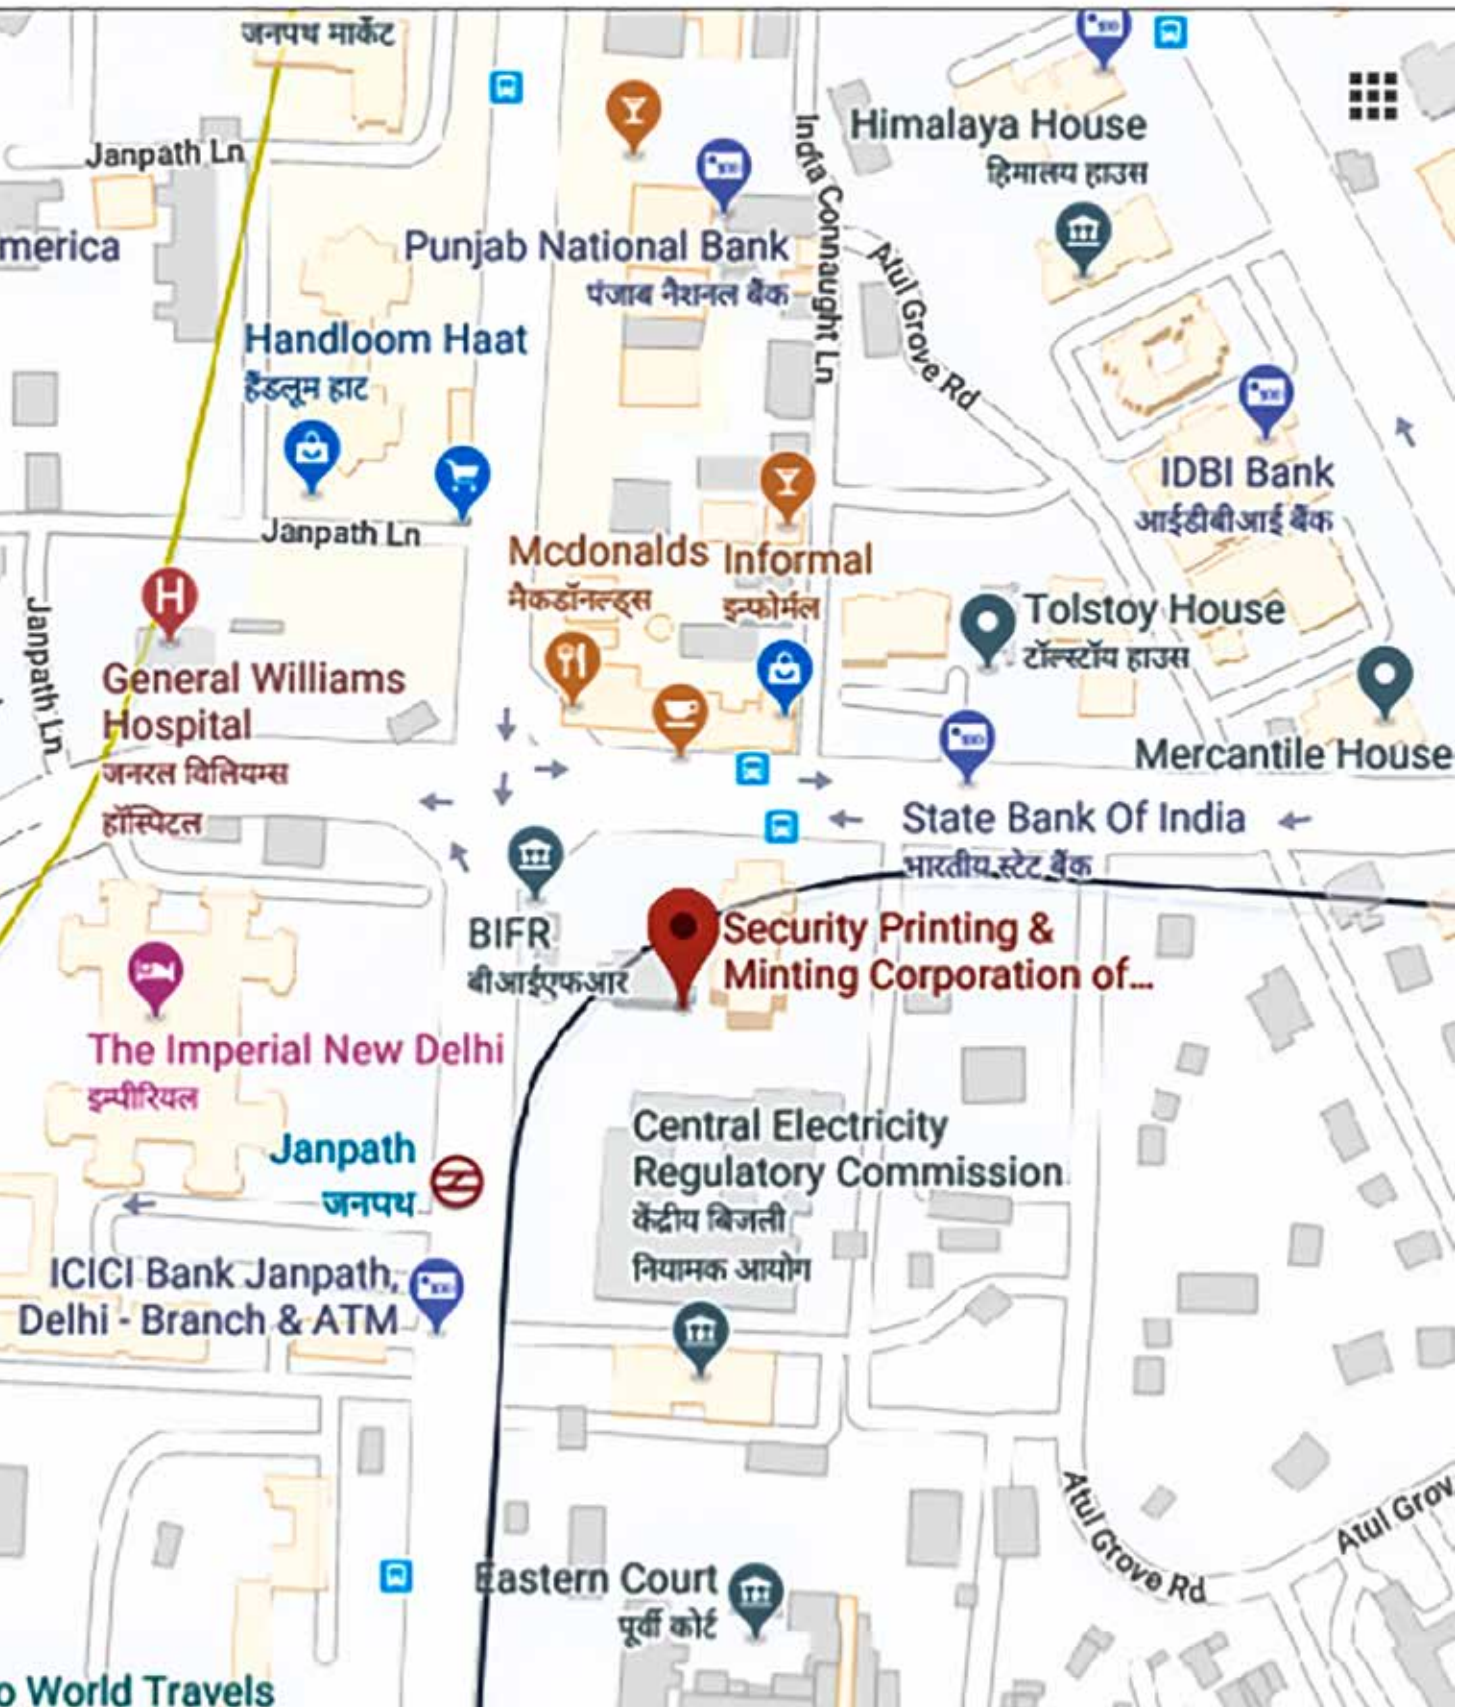 जनपथ मार्केट
Janpath Ln
India Connaught Ln
Himalaya House
हिमालय हाउस
merica
Punjab National Bank
पंजाब नैशनल बैंक
Atul Grove Rd
Handloom Haat
हैंडलूम हाट
IDBI Bank
आईडीबीआई बैंक
Janpath Ln
Mcdonalds
मैकडॉनल्ड्स
Informal
इन्फोर्मल
Janpath Ln
Tolstoy House
टॉल्स्टॉय हाउस
General Williams
Hospital
जनरल विलियम्स
हॉस्पिटल
Mercantile House
State Bank Of India
भारतीय स्टेट बैंक
BIFR
बीआईएफआर
Security Printing &
Minting Corporation of...
The Imperial New Delhi
इम्पीरियल
Central Electricity
Regulatory Commission
केंद्रीय बिजली
नियामक आयोग
Janpath
जनपथ
ICICI Bank Janpath,
Delhi - Branch & ATM
Atul Grove Rd
Atul Grov
Eastern Court
पूर्वी कोर्ट
o World Travels